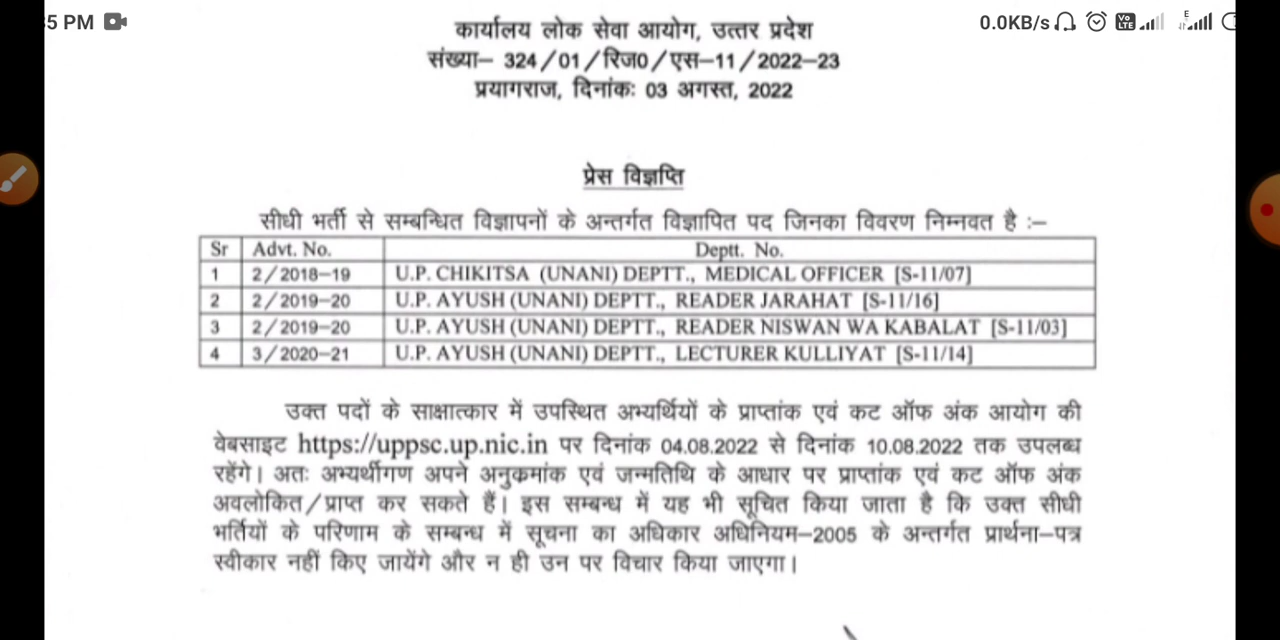 :35 PM
0.0KB/s Vo LTE E
कार्यालय लोक सेवा आयोग, उत्तर प्रदेश
संख्या– 324/01/रिज0/एस–11/2022–23
प्रयागराज, दिनांकः 03 अगस्त, 2022
प्रेस विज्ञप्ति
सीधी भर्ती से सम्बन्धित विज्ञापनों के अन्तर्गत विज्ञापित पद जिनका विवरण निम्नवत है :–
Sr Advt. No. Deptt. No.
1 2/2018–19 U.P. CHIKITSA (UNANI) DEPTT., MEDICAL OFFICER [S-11/07]
2 2/2019–20 U.P. AYUSH (UNANI) DEPTT., READER JARAHAT [S-11/16]
3 2/2019–20 U.P. AYUSH (UNANI) DEPTT., READER NISWAN WA KABALAT [S-11/03]
4 3/2020–21 U.P. AYUSH (UNANI) DEPTT., LECTURER KULLIYAT [S-11/14]
उक्त पदों के साक्षात्कार में उपस्थित अभ्यर्थियों के प्राप्तांक एवं कट ऑफ अंक आयोग की
वेबसाइट https://uppsc.up.nic.in पर दिनांक 04.08.2022 से दिनांक 10.08.2022 तक उपलब्ध
रहेंगे। अतः अभ्यर्थीगण अपने अनुकमांक एवं जन्मतिथि के आधार पर प्राप्तांक एवं कट ऑफ अंक
अवलोकित/प्राप्त कर सकते हैं। इस सम्बन्ध में यह भी सूचित किया जाता है कि उक्त सीधी
भर्तियों के परिणाम के सम्बन्ध में सूचना का अधिकार अधिनियम–2005 के अन्तर्गत प्रार्थना–पत्र
स्वीकार नहीं किए जायेंगे और न ही उन पर विचार किया जाएगा।